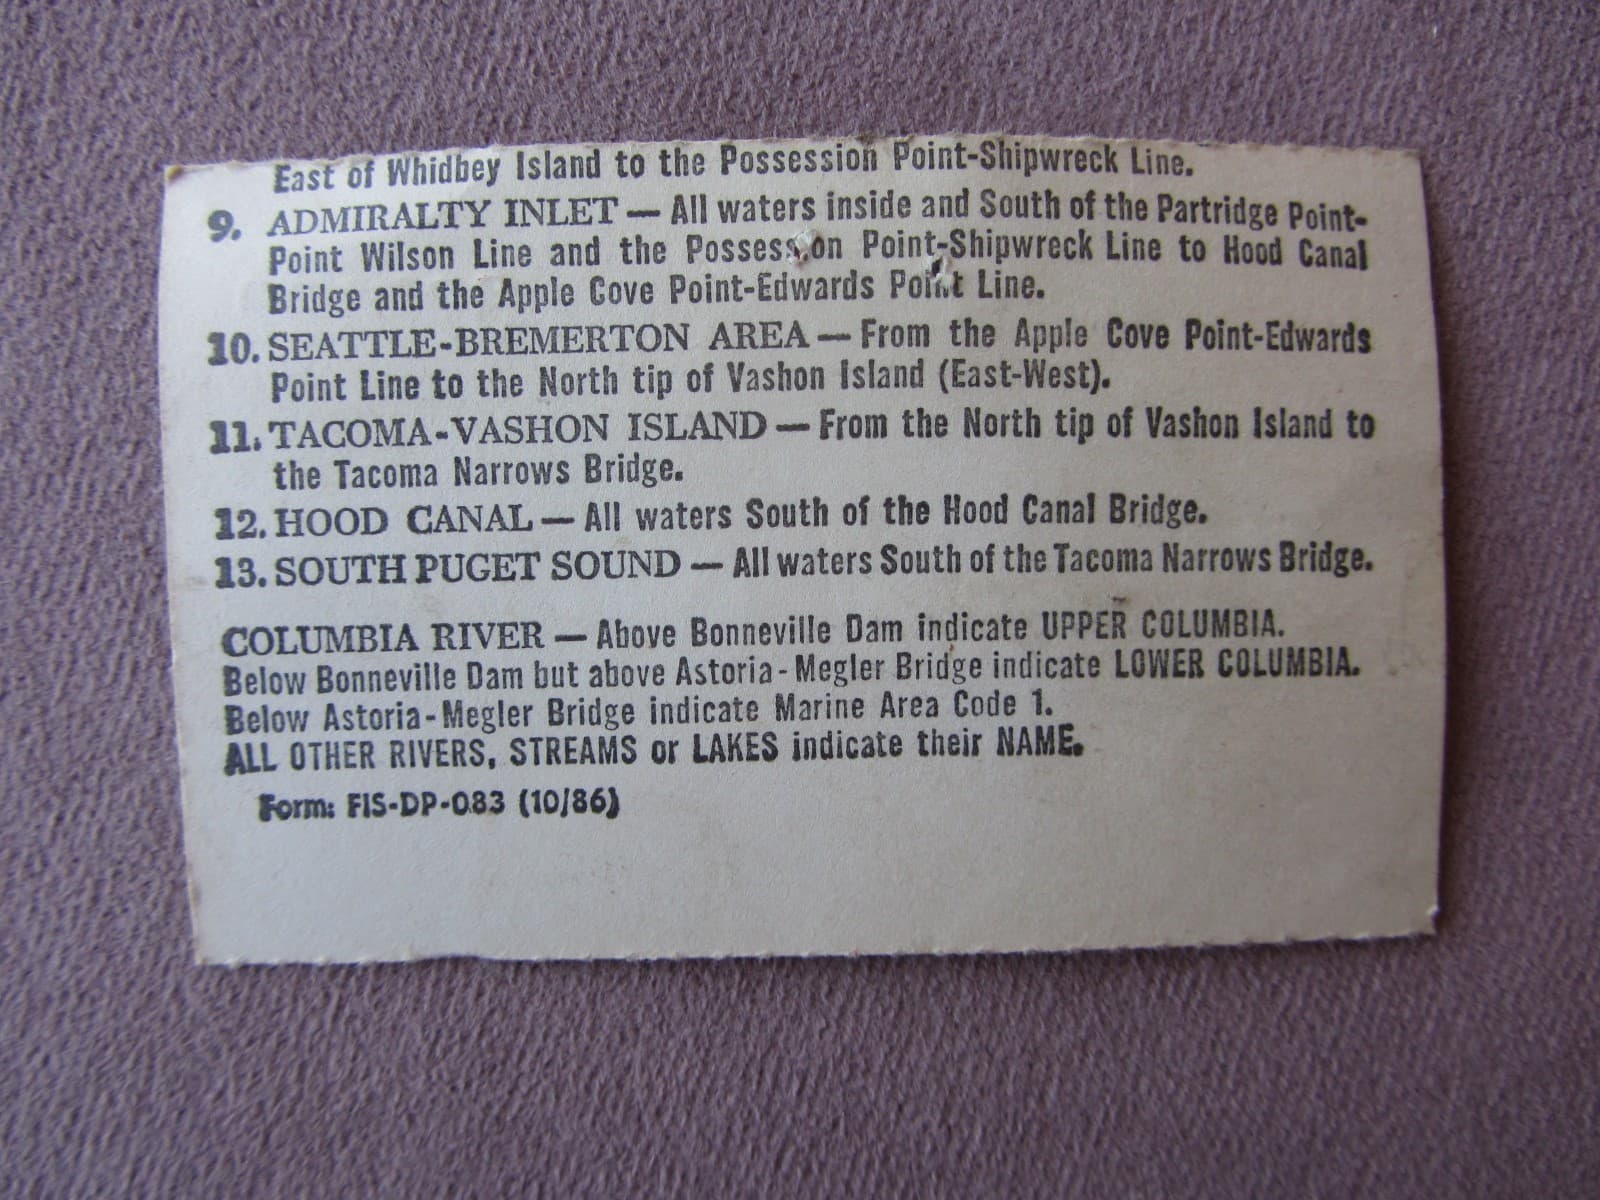 East of Whidbey Island to the Possession Point-Shipwreck Line.
9. ADMIRALTY INLET — All waters inside and South of the Partridge Point-
Point Wilson Line and the Possession Point-Shipwreck Line to Hood Canal
Bridge and the Apple Cove Point-Edwards Point Line.
10. SEATTLE-BREMERTON AREA — From the Apple Cove Point-Edwards
Point Line to the North tip of Vashon Island (East-West).
11. TACOMA-VASHON ISLAND — From the North tip of Vashon Island to
the Tacoma Narrows Bridge.
12. HOOD CANAL — All waters South of the Hood Canal Bridge.
13. SOUTH PUGET SOUND — All waters South of the Tacoma Narrows Bridge.
COLUMBIA RIVER — Above Bonneville Dam indicate UPPER COLUMBIA.
Below Bonneville Dam but above Astoria-Megler Bridge indicate LOWER COLUMBIA.
Below Astoria-Megler Bridge indicate Marine Area Code 1.
ALL OTHER RIVERS, STREAMS or LAKES indicate their NAME.
Form: FIS-DP-083 (10/86)